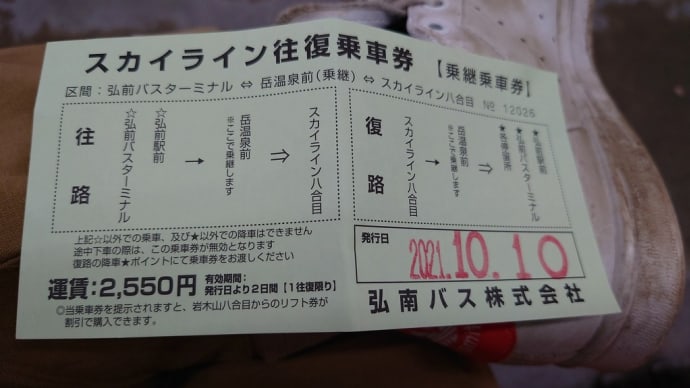 スカイライン往復乗車券 【乗継乗車券】
区間：弘前バスターミナル ⇔ 岳温泉前(乗継) ⇔ スカイライン八合目 № 12026
往路
☆弘前駅前
☆弘前バスターミナル
→
岳温泉前
※ここで乗継します
⇒
スカイライン八合目
復路
スカイライン八合目
→
岳温泉前
※ここで乗継します
⇒
★弘前駅前
★弘前バスターミナル
★各停留所
上記☆以外での乗車、及び★以外での降車はできません
途中下車の際は、この乗車券が無効となります
復路の降車★ポイントにて乗車券をお渡しください
運賃：2,550円 有効期間：
発行日より2日間【1往復限り】
◎当乗車券を提示されますと、岩木山八合目からのリフト券が
割引で購入できます。
発行日
2021.10.10
弘南バス株式会社